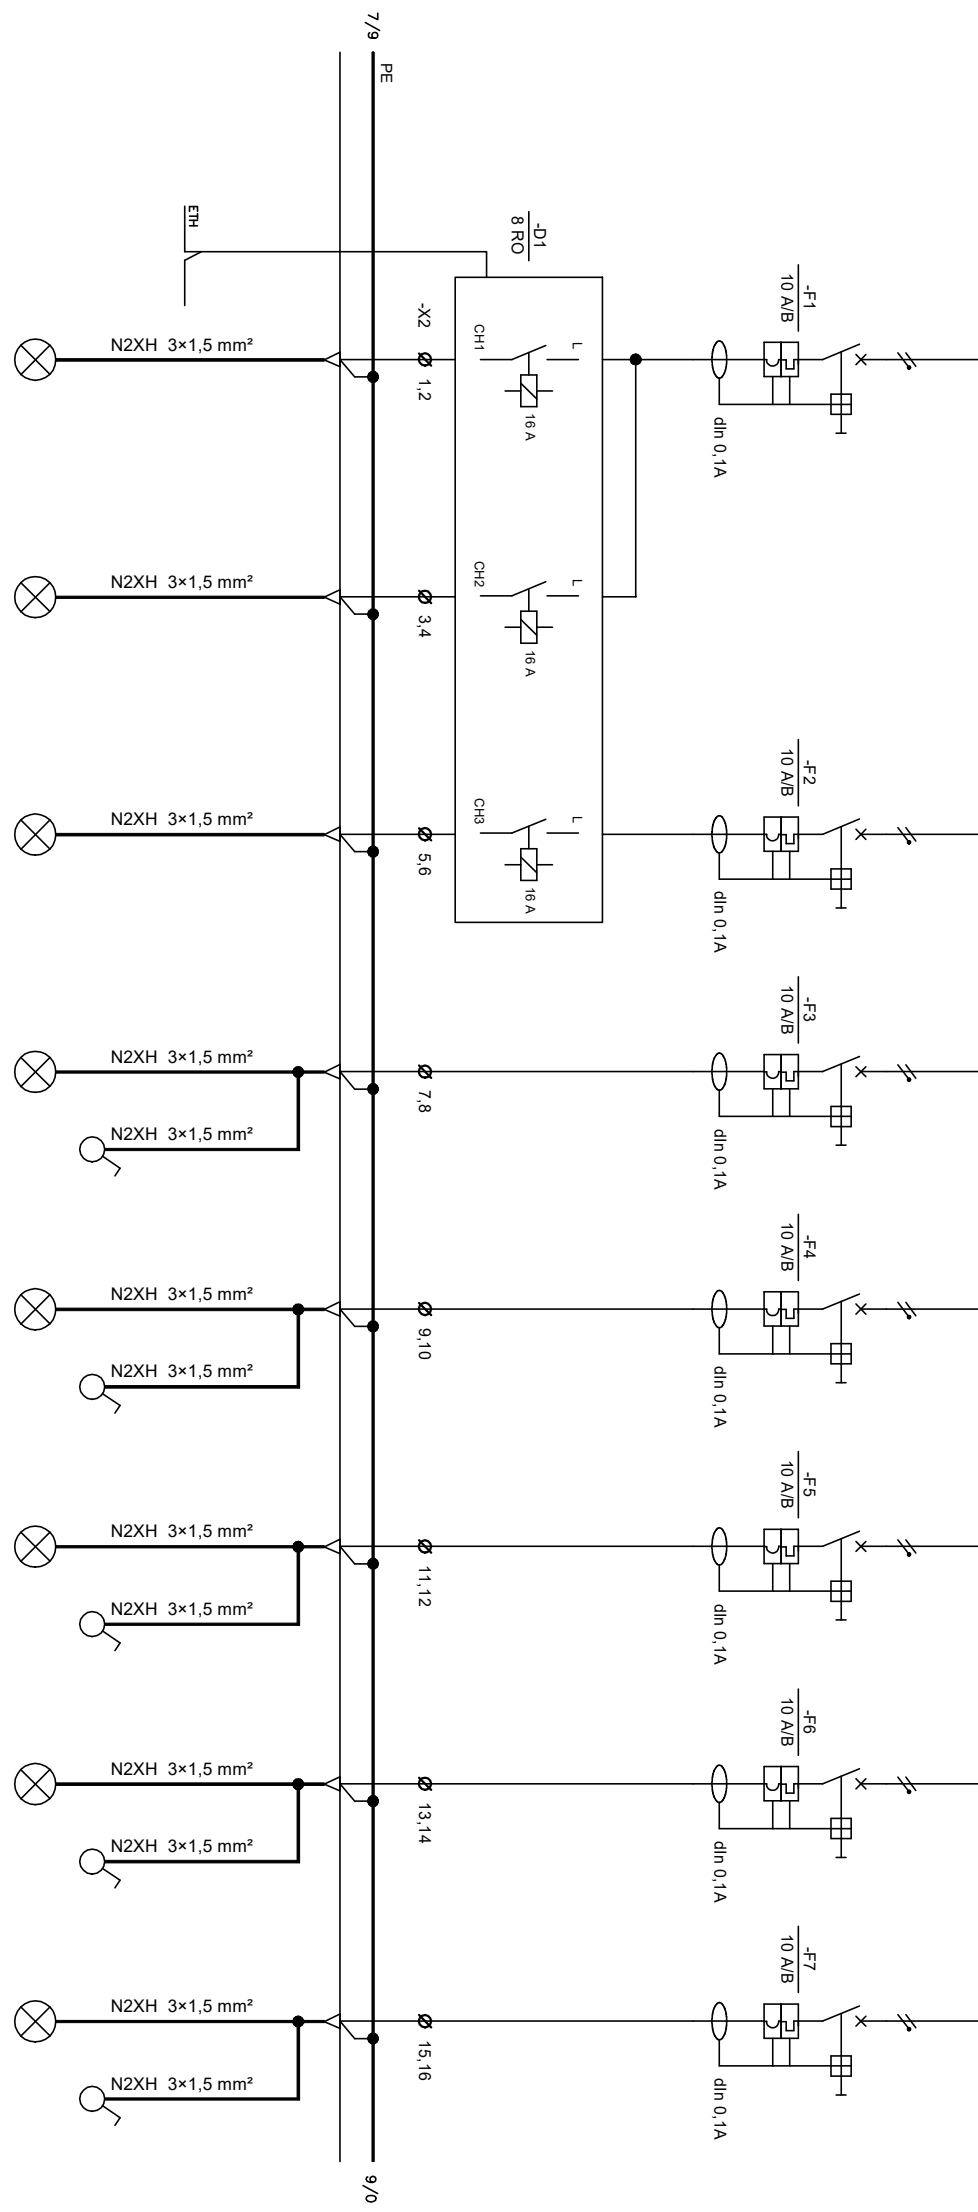 7/9
PE
ETH
-D1
8 RO
-F1
10 A/B
N2XH 3×1,5 mm²
-X2
1,2
CH1
L
16 A
dIn 0,1A
N2XH 3×1,5 mm²
3,4
CH2
L
16 A
-F2
10 A/B
N2XH 3×1,5 mm²
5,6
CH3
L
16 A
dIn 0,1A
-F3
10 A/B
N2XH 3×1,5 mm²
7,8
N2XH 3×1,5 mm²
dIn 0,1A
-F4
10 A/B
N2XH 3×1,5 mm²
9,10
N2XH 3×1,5 mm²
dIn 0,1A
-F5
10 A/B
N2XH 3×1,5 mm²
11,12
N2XH 3×1,5 mm²
dIn 0,1A
-F6
10 A/B
N2XH 3×1,5 mm²
13,14
N2XH 3×1,5 mm²
dIn 0,1A
-F7
10 A/B
N2XH 3×1,5 mm²
15,16
N2XH 3×1,5 mm²
dIn 0,1A
9/0